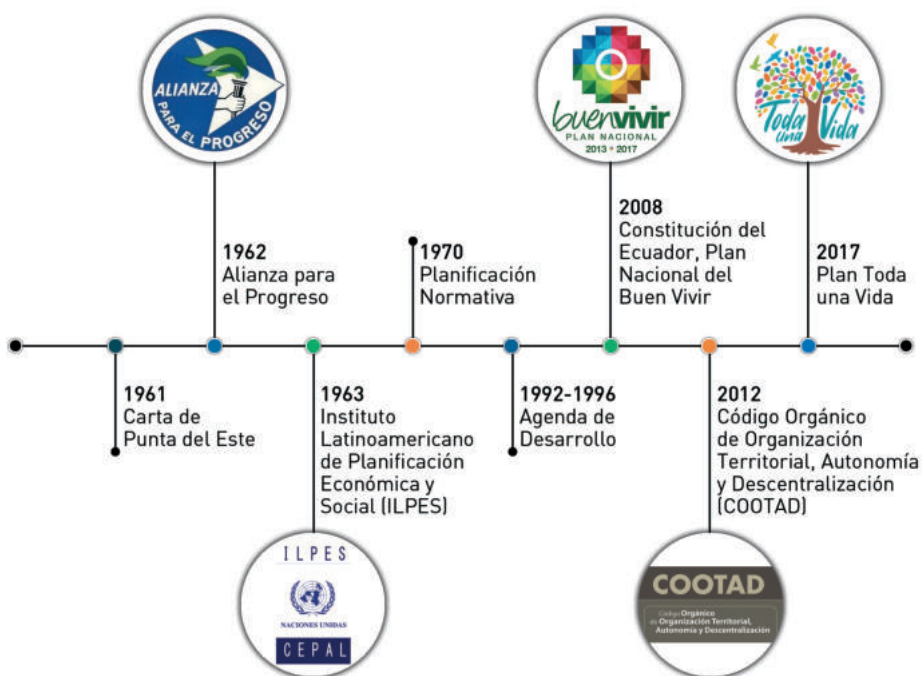 ALIANZA
PARA EL PROGRESO
buenvivir
PLAN NACIONAL
2013 • 2017
Toda
una Vida
1962
Alianza para
el Progreso
1970
Planificación
Normativa
2008
Constitución del
Ecuador, Plan
Nacional del
Buen Vivir
2017
Plan Toda
una Vida
1961
Carta de
Punta del Este
1963
Instituto
Latinoamericano
de Planificación
Económica y
Social (ILPES)
1992-1996
Agenda de
Desarrollo
2012
Código Orgánico
de Organización
Territorial, Autonomía
y Descentralización
(COOTAD)
ILPES
NACIONES UNIDAS
CEPAL
COOTAD
Código Orgánico
de Organización Territorial,
Autonomía y Descentralización